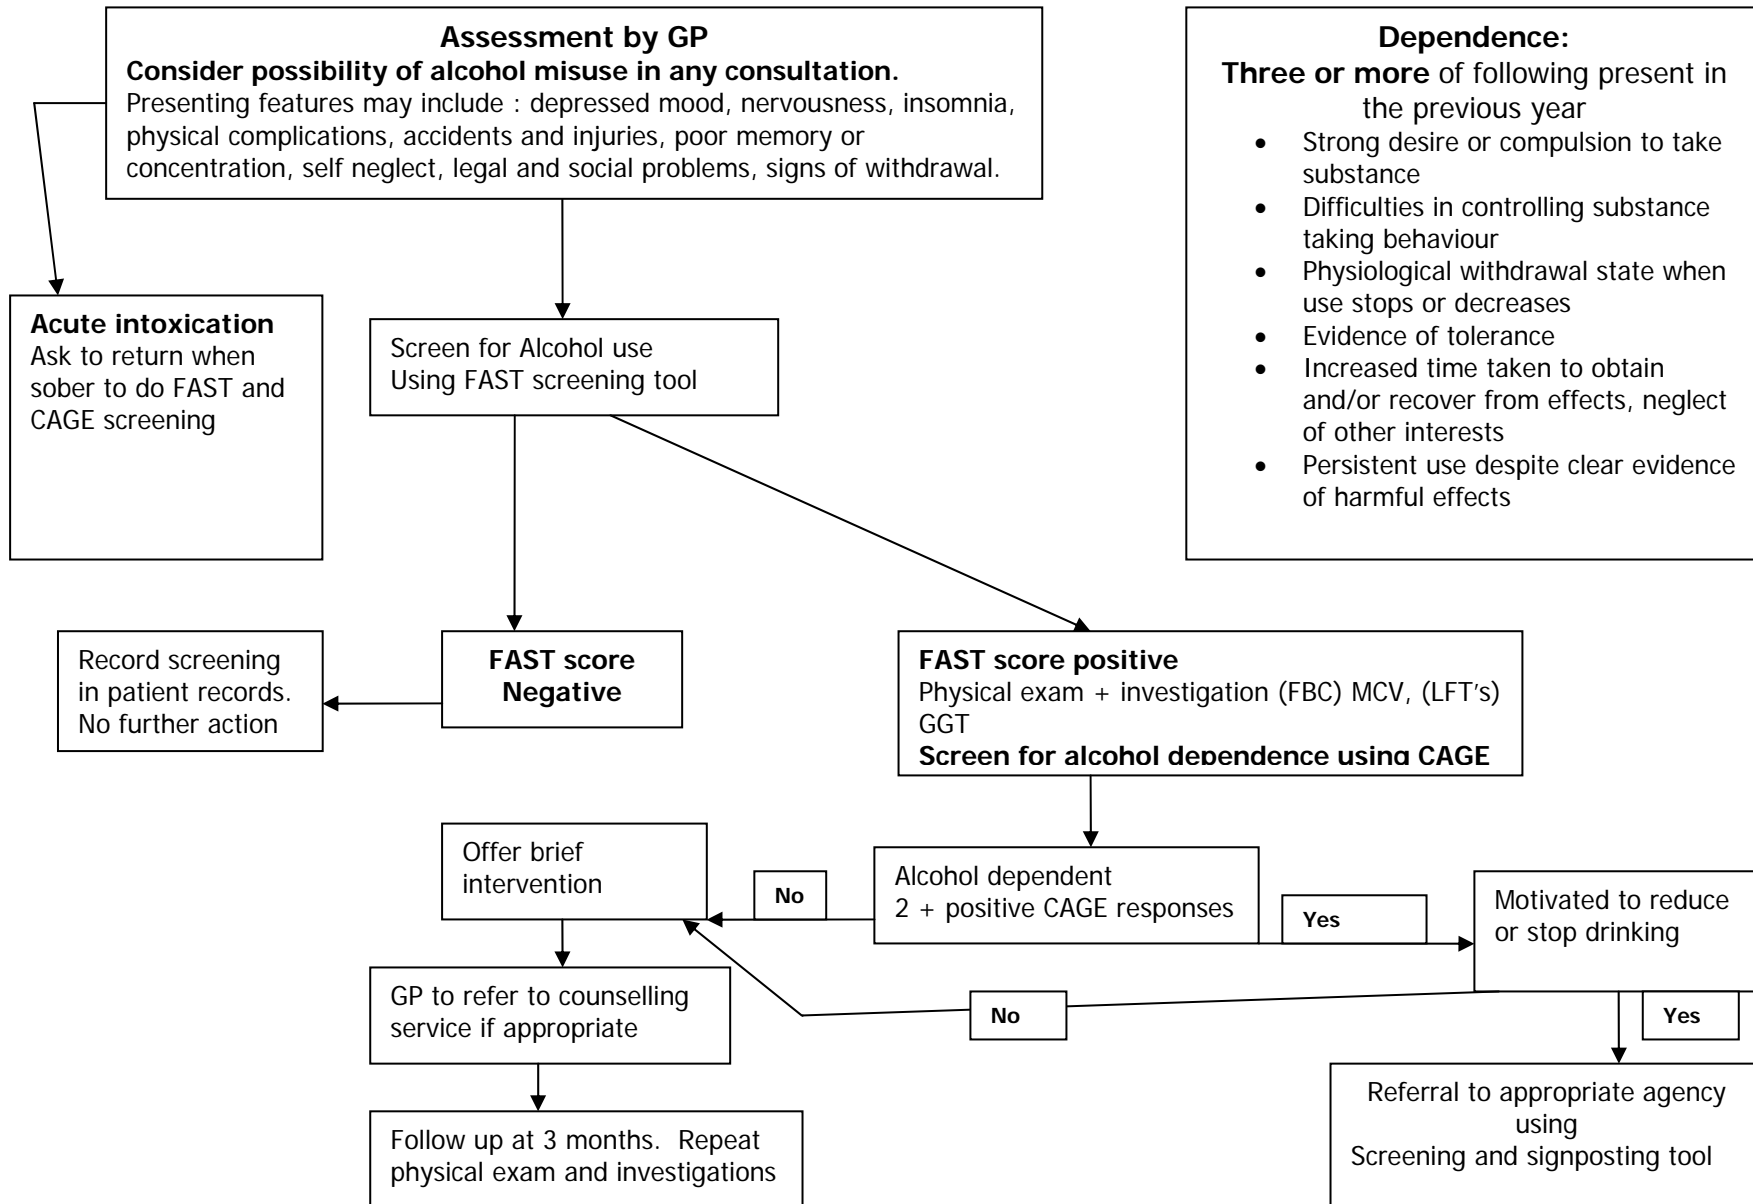 Assessment by GP
Consider possibility of alcohol misuse in any consultation.
Presenting features may include : depressed mood, nervousness, insomnia,
physical complications, accidents and injuries, poor memory or
concentration, self neglect, legal and social problems, signs of withdrawal.
Dependence:
Three or more of following present in
the previous year
• Strong desire or compulsion to take
substance
• Difficulties in controlling substance
taking behaviour
• Physiological withdrawal state when
use stops or decreases
• Evidence of tolerance
• Increased time taken to obtain
and/or recover from effects, neglect
of other interests
• Persistent use despite clear evidence
of harmful effects
Acute intoxication
Ask to return when
sober to do FAST and
CAGE screening
Screen for Alcohol use
Using FAST screening tool
Record screening
in patient records.
No further action
FAST score
Negative
FAST score positive
Physical exam + investigation (FBC) MCV, (LFT's)
GGT
Screen for alcohol dependence using CAGE
Offer brief
intervention
No
Alcohol dependent
2 + positive CAGE responses
Yes
Motivated to reduce
or stop drinking
GP to refer to counselling
service if appropriate
No
Yes
Follow up at 3 months. Repeat
physical exam and investigations
Referral to appropriate agency
using
Screening and signposting tool